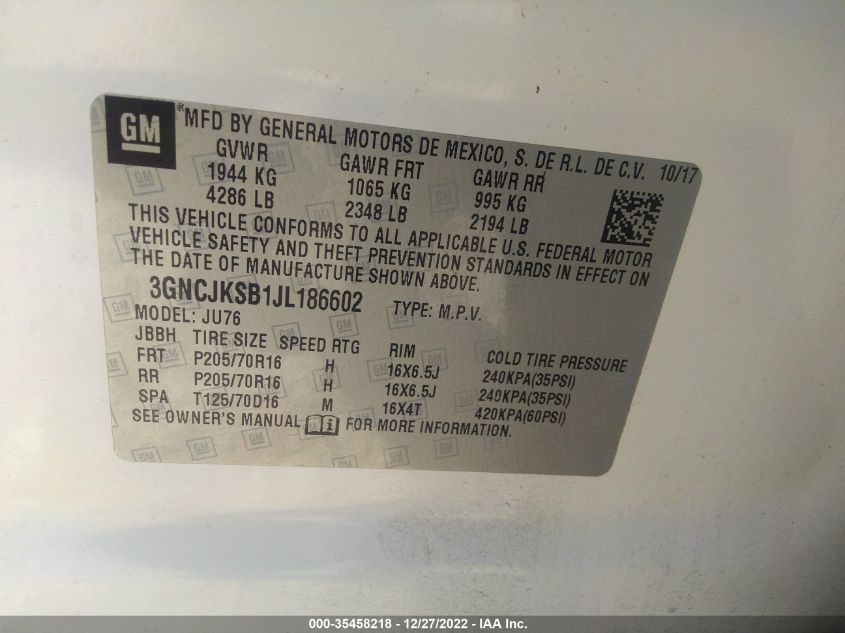 GM
® MFD BY GENERAL MOTORS DE MEXICO, S. DE R.L. DE C.V. 10/17
GVWR GAWR FRT GAWR RR
1944 KG 1065 KG 995 KG
4286 LB 2348 LB 2194 LB
THIS VEHICLE CONFORMS TO ALL APPLICABLE U.S. FEDERAL MOTOR
VEHICLE SAFETY AND THEFT PREVENTION STANDARDS IN EFFECT ON
THE DATE OF MANUFACTURE SHOWN ABOVE.
3GNCJKSB1JL186602 TYPE: M.P.V.
MODEL: JU76
JBBH TIRE SIZE SPEED RTG RIM COLD TIRE PRESSURE
FRT P205/70R16 H 16X6.5J 240KPA(35PSI)
RR P205/70R16 H 16X6.5J 240KPA(35PSI)
SPA T125/70D16 M 16X4T 420KPA(60PSI)
SEE OWNER'S MANUAL i FOR MORE INFORMATION.
000-35458218 - 12/27/2022 - IAA Inc.